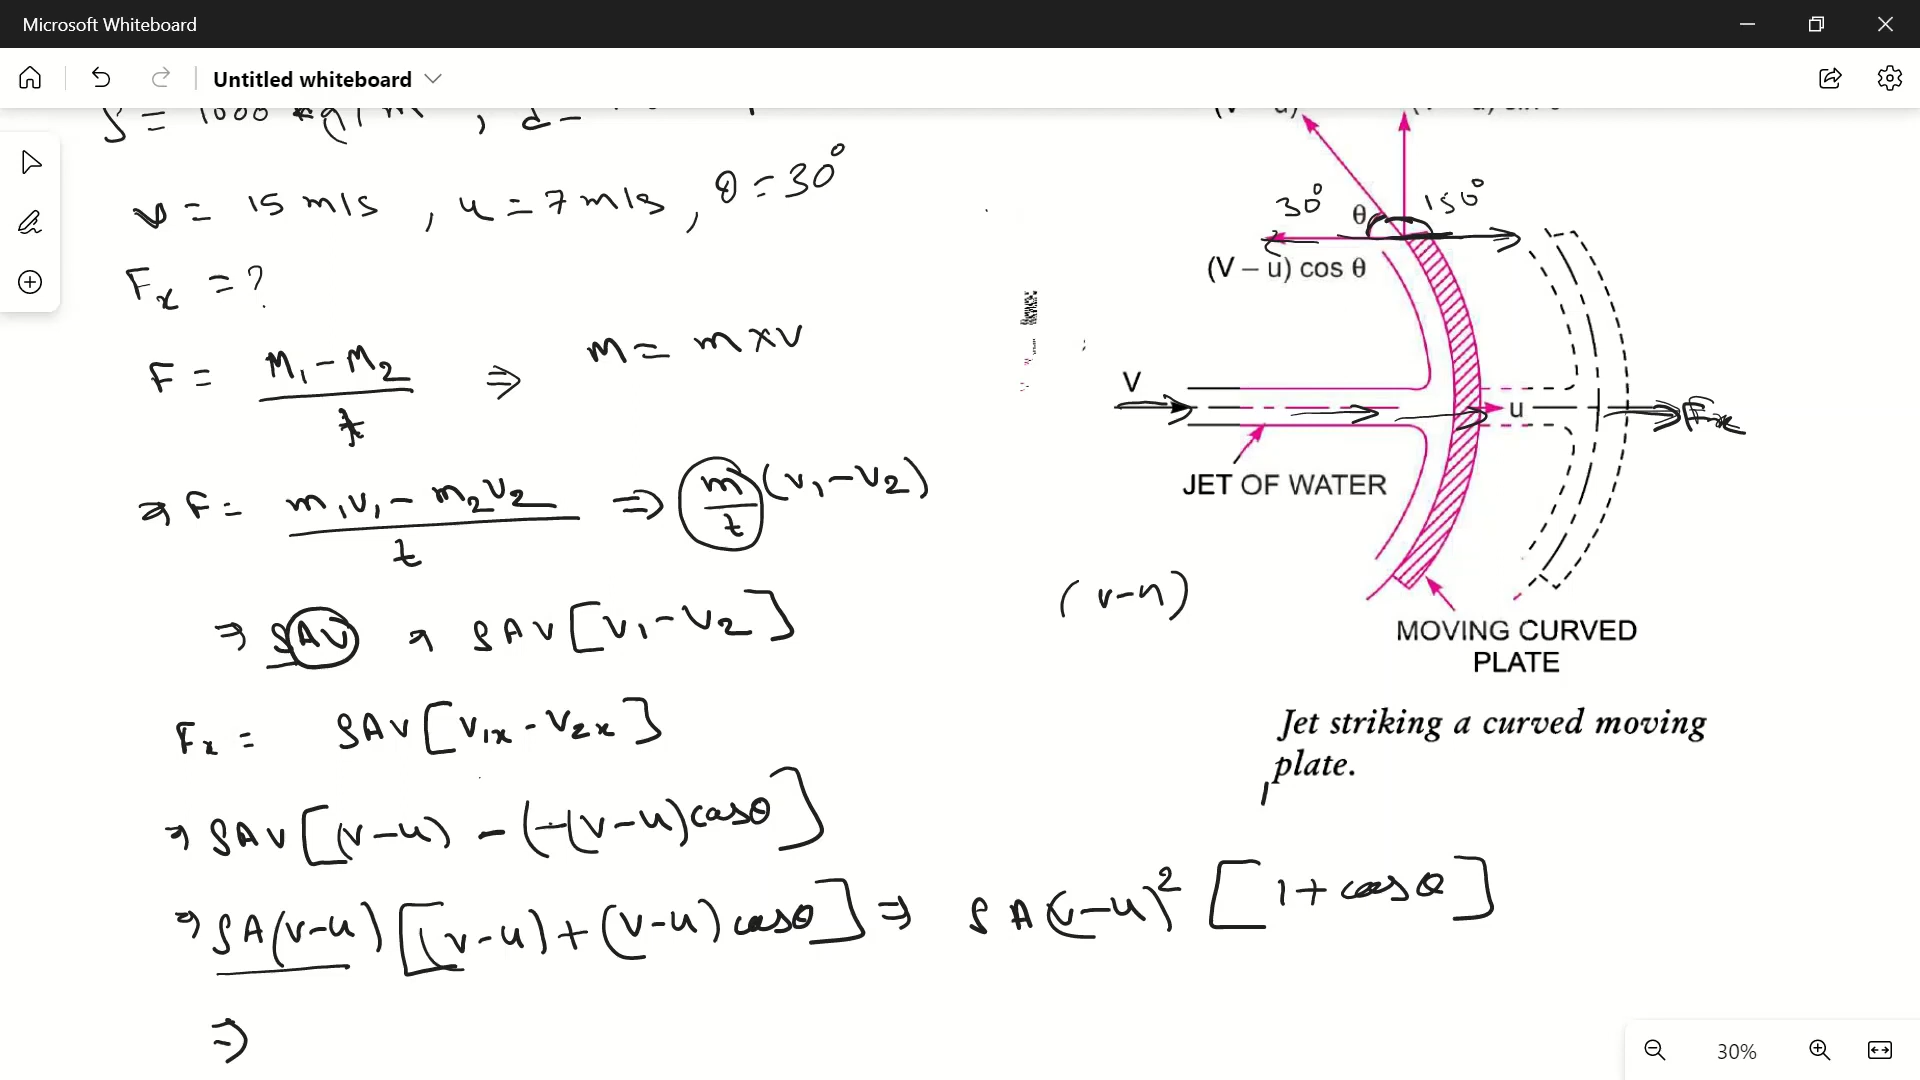 Microsoft Whiteboard
Untitled whiteboard
ρ = 1000 kg/m , d =
v = 15 m/s , u = 7 m/s , θ = 30°
Fx = ?
F = (M₁ - M₂)/t ⇒ M = m × v
⇒ F = (m₁v₁ - m₂v₂)/t ⇒ (m/t)(v₁ - v₂)
⇒ ρAV ⇒ ρAV[v₁ - v₂]
Fx = ρAV[V₁x - V₂x]
⇒ ρAV[(v-u) - (-(v-u)cosθ]
⇒ ρA(v-u)[(v-u) + (v-u)cosθ] ⇒ ρA(v-u)² [1 + cosθ]
⇒
30° θ 150°
(V – u) cos θ
V
u
Fx
JET OF WATER
(v-u)
MOVING CURVED
PLATE
Jet striking a curved moving
plate.
30%